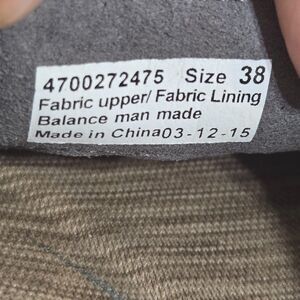 4700272475 Size 38
Fabric upper/ Fabric Lining
Balance man made
Made in China03-12-15